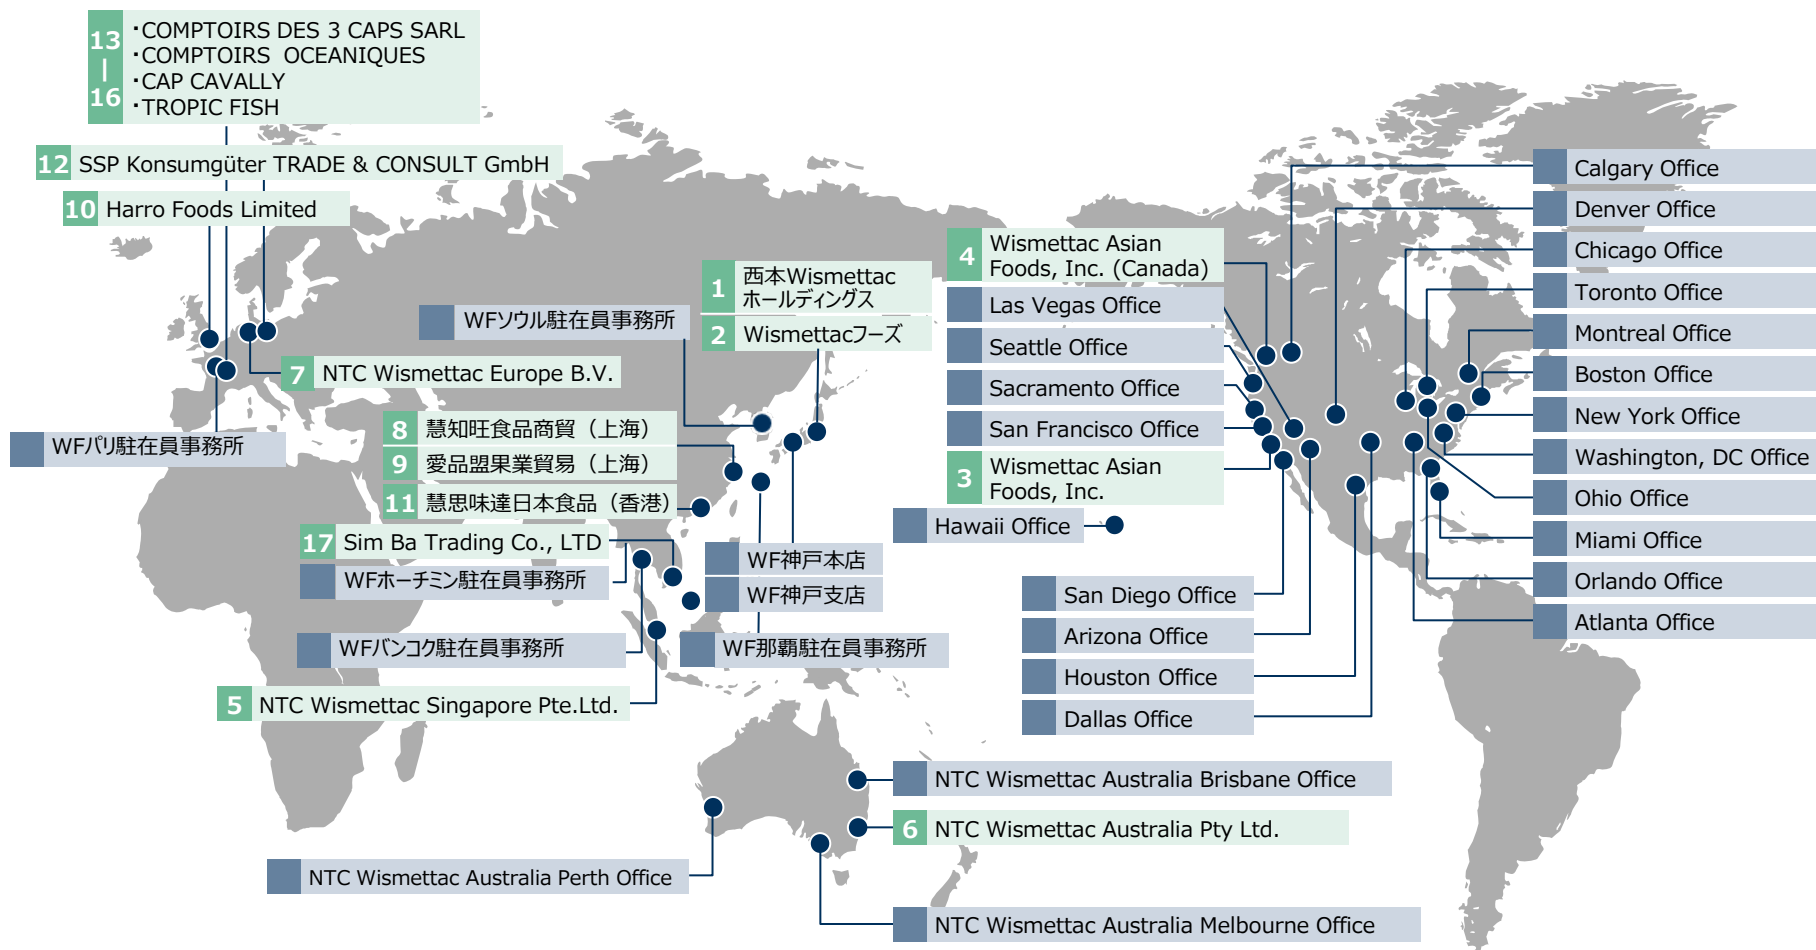 13
|
16
・COMPTOIRS DES 3 CAPS SARL
・COMPTOIRS OCEANIQUES
・CAP CAVALLY
・TROPIC FISH
12 SSP Konsumgüter TRADE & CONSULT GmbH
10 Harro Foods Limited
7 NTC Wismettac Europe B.V.
WFパリ駐在員事務所
WFソウル駐在員事務所
1 西本Wismettac
ホールディングス
2 Wismettacフーズ
8 慧知旺食品商貿（上海）
9 愛品盟果業貿易（上海）
11 慧思味達日本食品（香港）
17 Sim Ba Trading Co., LTD
WFホーチミン駐在員事務所
WFバンコク駐在員事務所
5 NTC Wismettac Singapore Pte.Ltd.
WF神戸本店
WF神戸支店
WF那覇駐在員事務所
4 Wismettac Asian
Foods, Inc. (Canada)
Las Vegas Office
Seattle Office
Sacramento Office
San Francisco Office
3 Wismettac Asian
Foods, Inc.
Hawaii Office
San Diego Office
Arizona Office
Houston Office
Dallas Office
Calgary Office
Denver Office
Chicago Office
Toronto Office
Montreal Office
Boston Office
New York Office
Washington, DC Office
Ohio Office
Miami Office
Orlando Office
Atlanta Office
NTC Wismettac Australia Brisbane Office
6 NTC Wismettac Australia Pty Ltd.
NTC Wismettac Australia Perth Office
NTC Wismettac Australia Melbourne Office